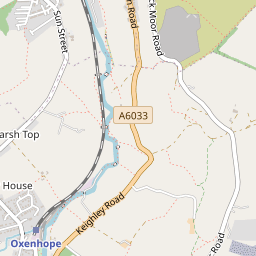 Sun Street
n Road
ck Moor Road
A6033
arsh Top
House
Keighley Road
Oxenhope
r Road